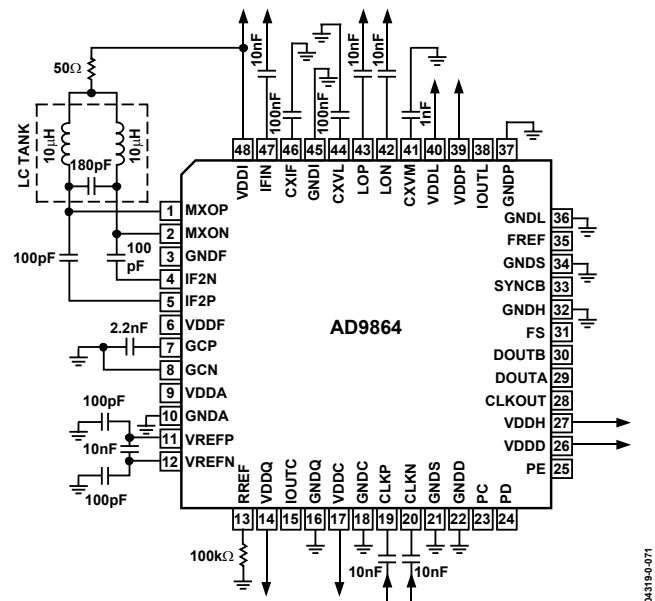 10nF
10nF
10nF
50Ω
100nF
100nF
1nF
LC TANK
10μH
10μH
180pF
48 47 46 45 44 43 42 41 40 39 38 37
VDDI
IFIN
CXIF
GNDI
CXVL
LOP
LON
CXVM
VDDL
VDDP
IOUTL
GNDP
1 MXOP
2 MXON
3 GNDF
4 IF2N
5 IF2P
6 VDDF
7 GCP
8 GCN
9 VDDA
10 GNDA
11 VREFP
12 VREFN
100pF
100
pF
2.2nF
100pF
10nF
100pF
AD9864
GNDL 36
FREF 35
GNDS 34
SYNCB 33
GNDH 32
FS 31
DOUTB 30
DOUTA 29
CLKOUT 28
VDDH 27
VDDD 26
PE 25
RREF
VDDQ
IOUTC
GNDQ
VDDC
GNDC
CLKP
CLKN
GNDS
GNDD
PC
PD
13 14 15 16 17 18 19 20 21 22 23 24
100kΩ
10nF
10nF
04319-0-071